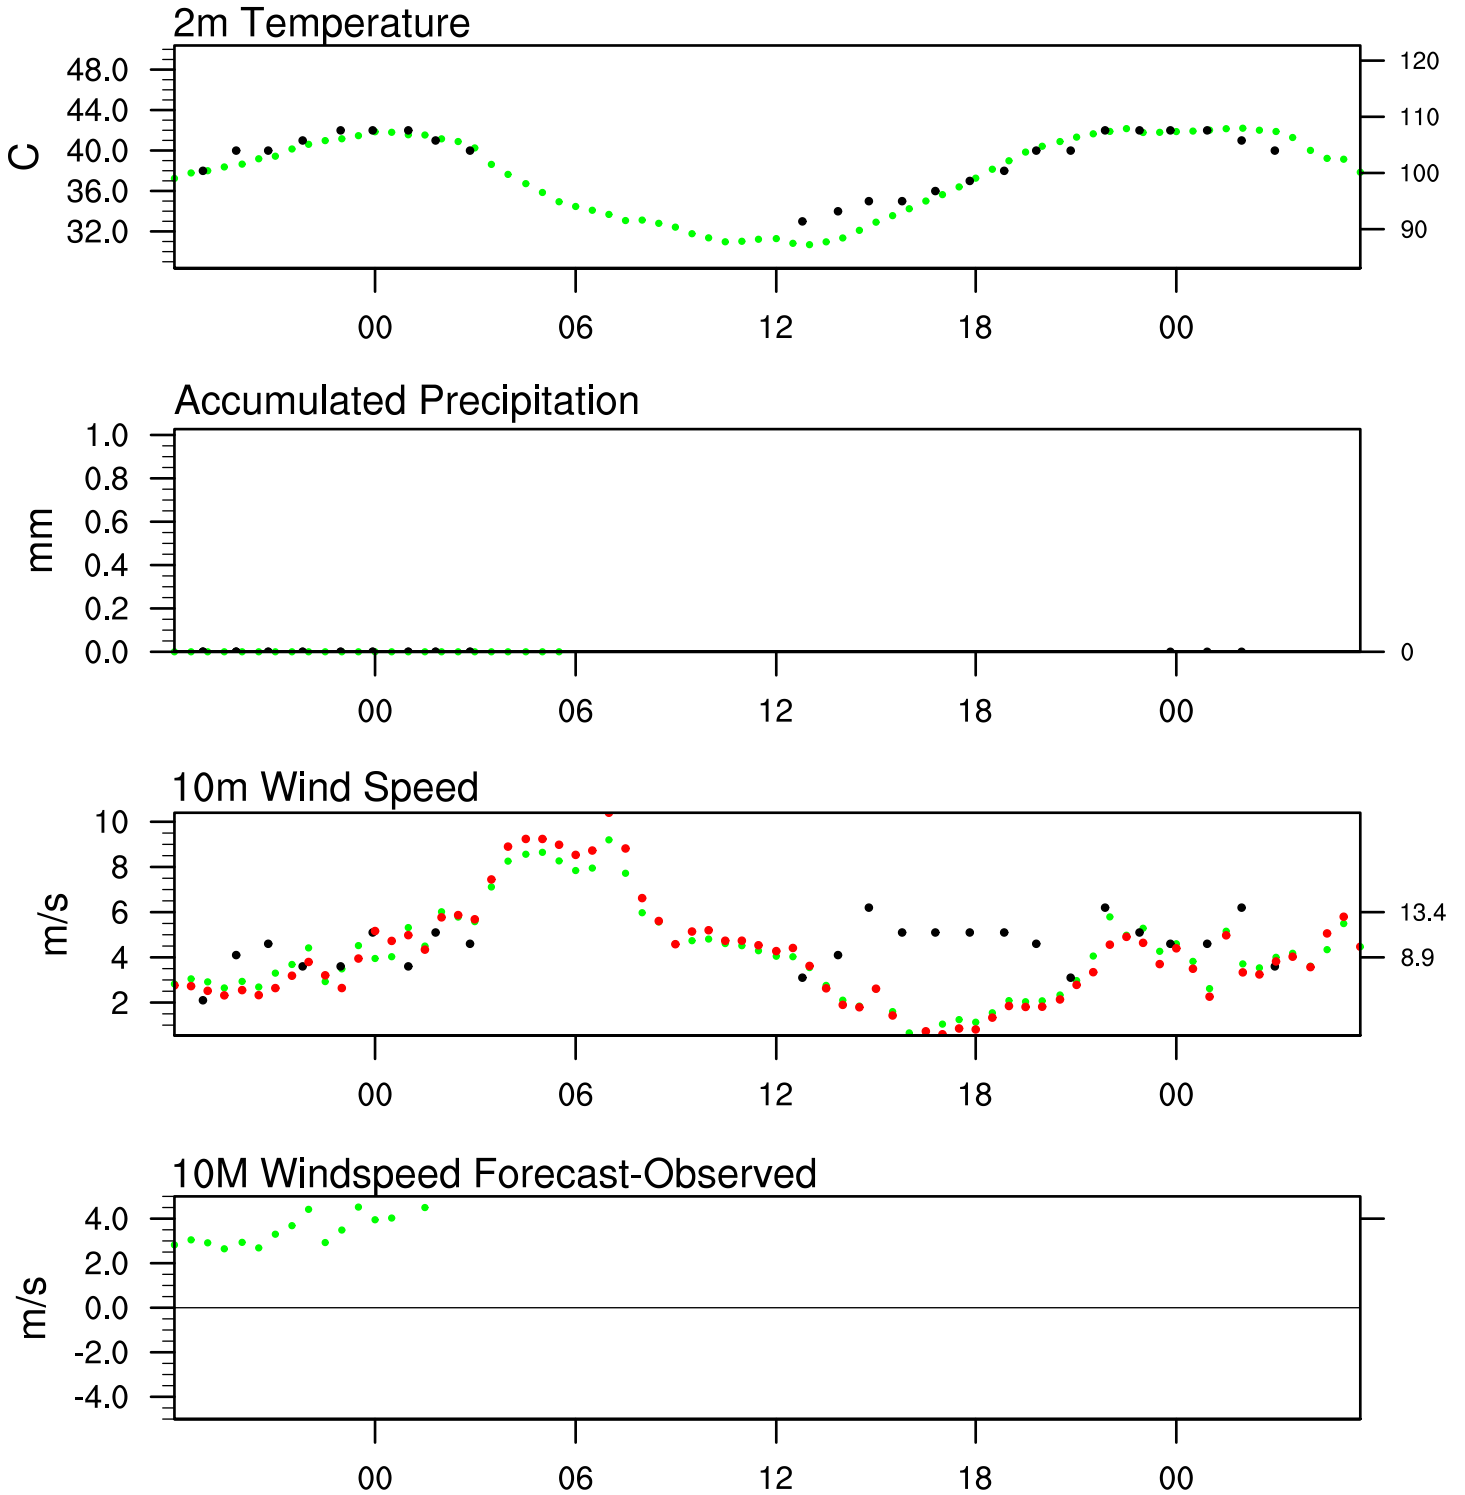 2m Temperature
48.0
120
44.0
110
40.0
C
100
36.0
32.0
90
00 06 12 18 00
Accumulated Precipitation
1.0
0.8
0.6
mm
0.4
0.2
0.0
0
00 06 12 18 00
10m Wind Speed
10
8
6
13.4
m/s
4
8.9
2
00 06 12 18 00
10M Windspeed Forecast-Observed
4.0
2.0
m/s
0.0
-2.0
-4.0
00 06 12 18 00